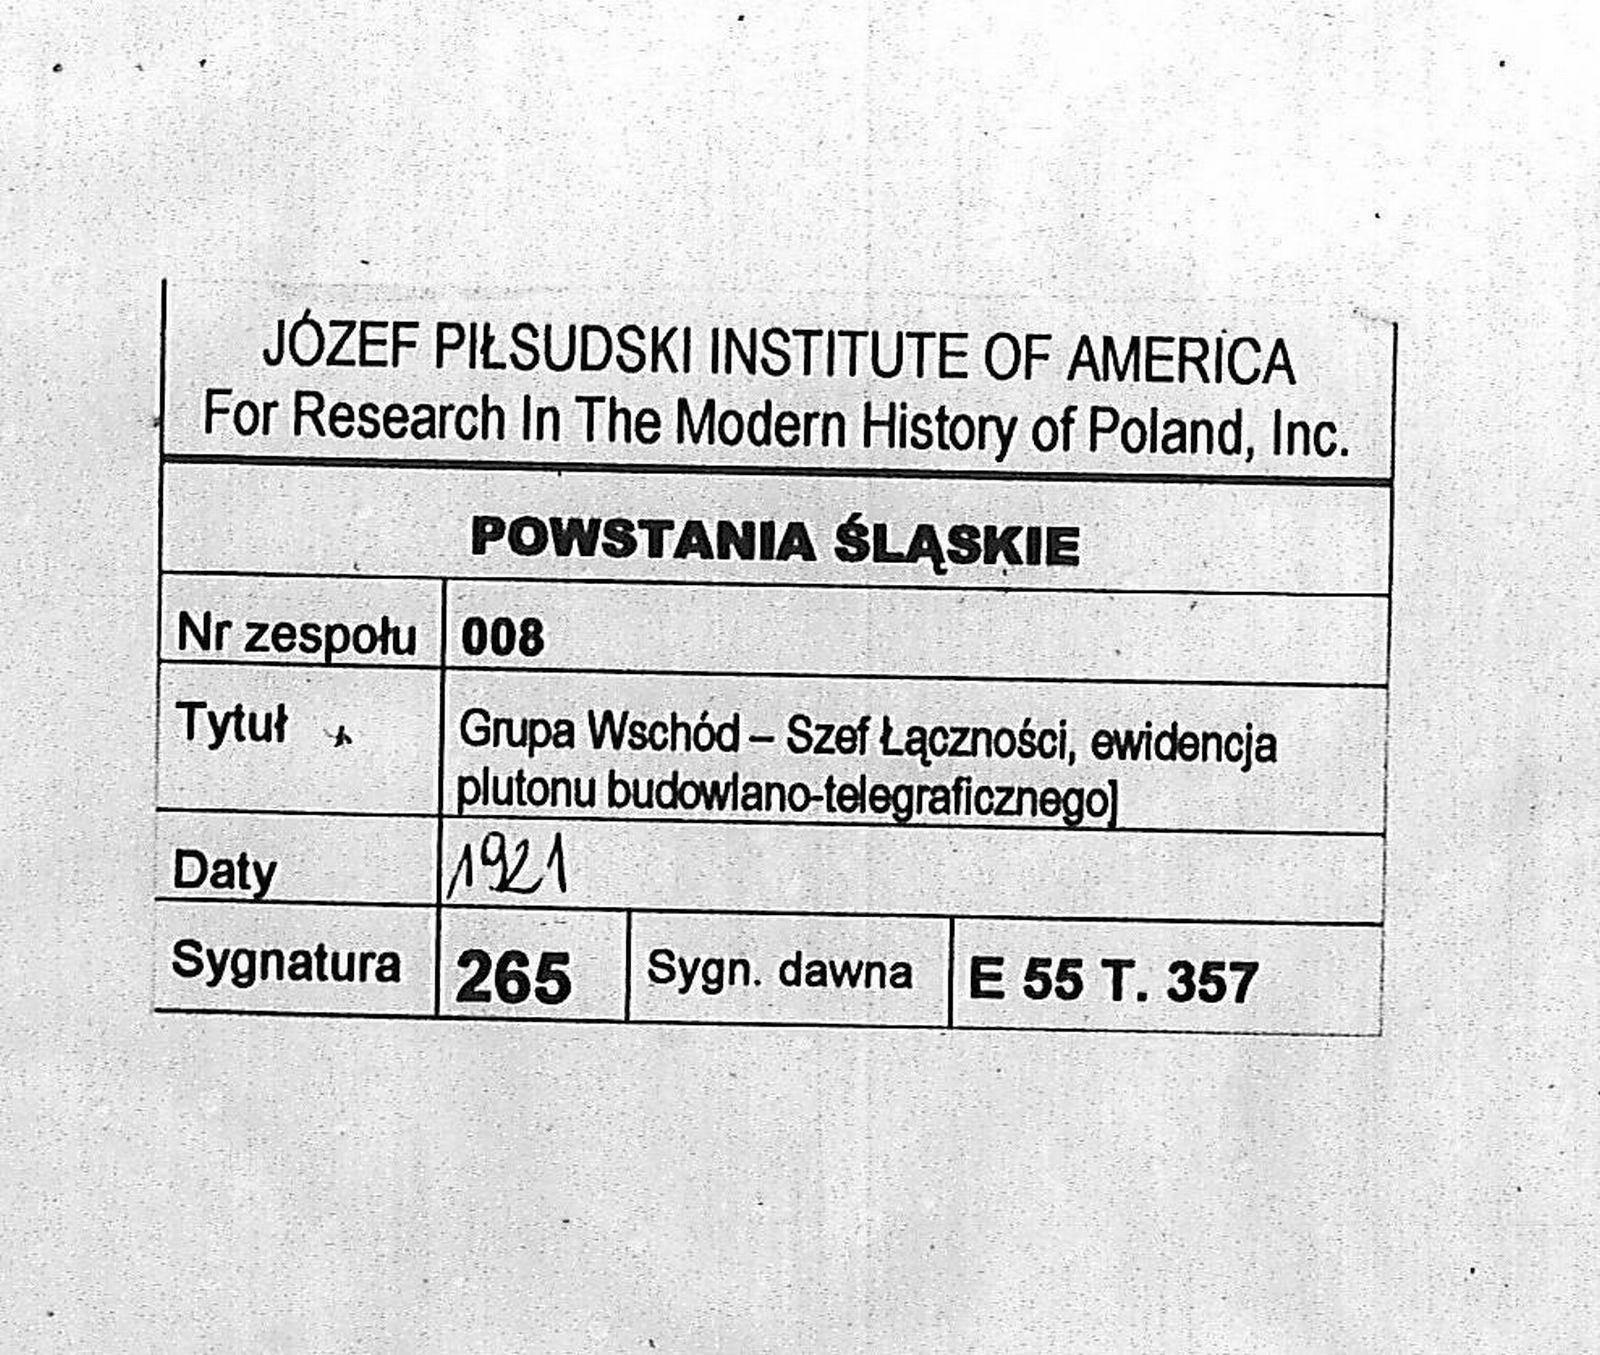 JÓZEF PIŁSUDSKI INSTITUTE OF AMERICA
For Research In The Modern History of Poland, Inc.
POWSTANIA ŚLĄSKIE
Nr zespołu 008
Tytuł Grupa Wschód – Szef Łączności, ewidencja
plutonu budowlano-telegraficznego]
Daty 1921
Sygnatura 265 Sygn. dawna E 55 T. 357